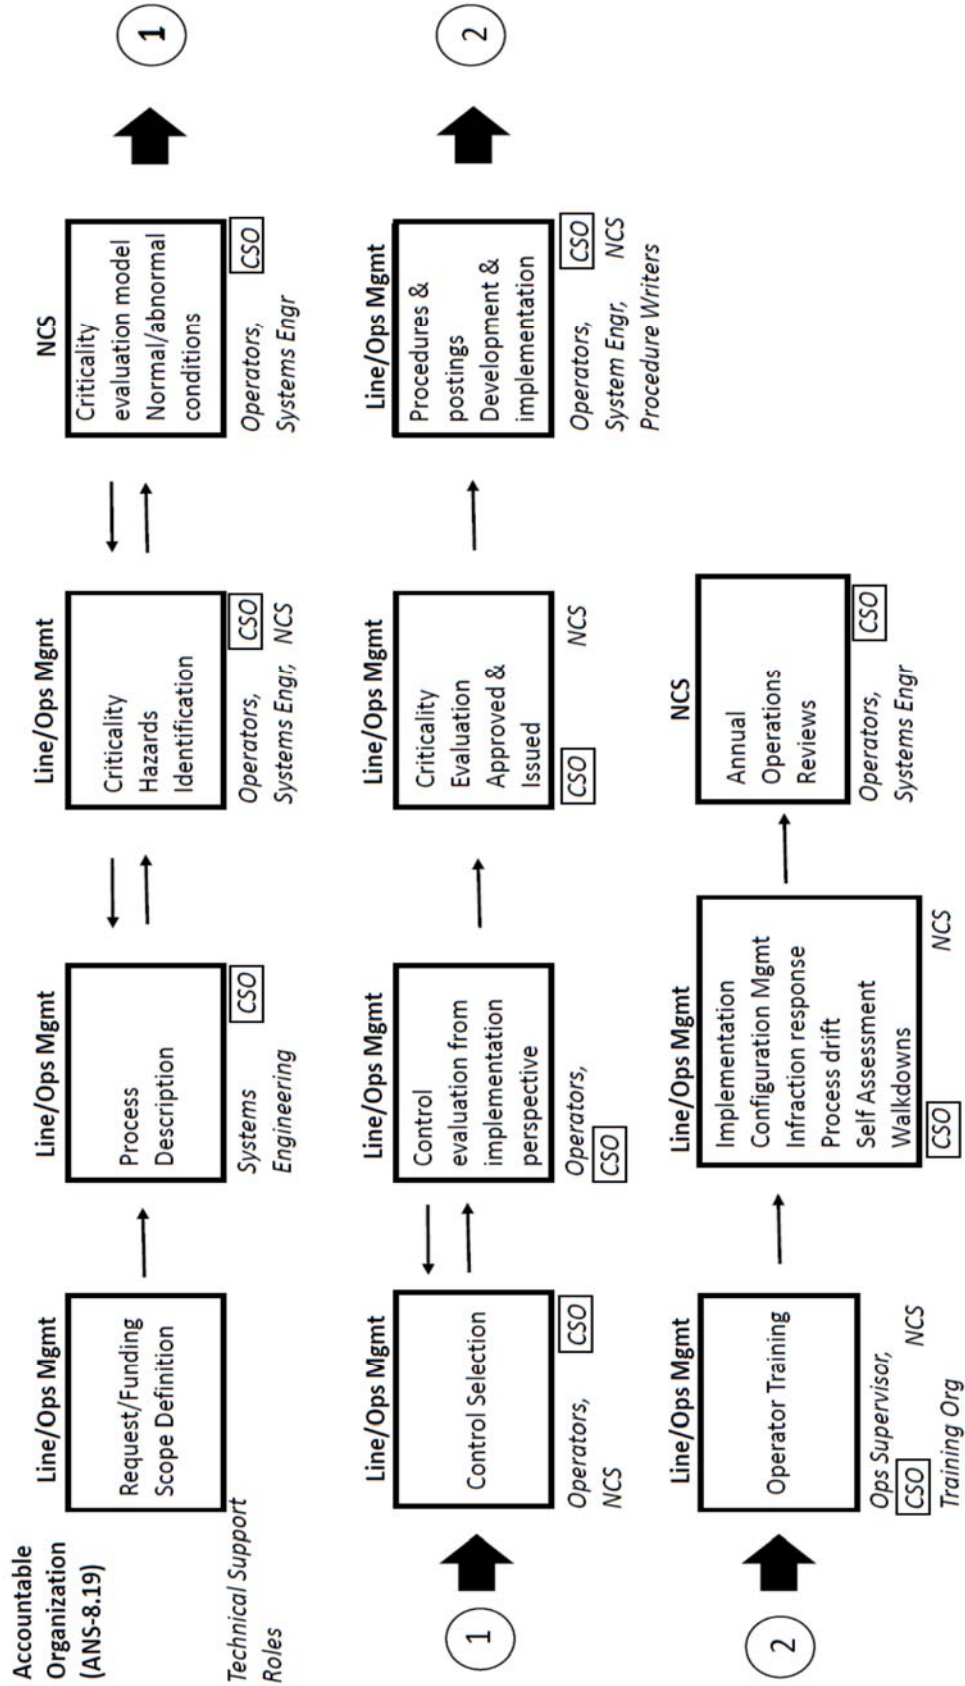 Accountable
Organization
(ANS-8.19)
Line/Ops Mgmt
Request/Funding
Scope Definition
Technical Support
Roles
Line/Ops Mgmt
Process
Description
Systems
Engineering
CSO
Line/Ops Mgmt
Criticality
Hazards
Identification
Operators,
CSO
Systems Engr, NCS
NCS
Criticality
evaluation model
Normal/abnormal
conditions
Operators,
CSO
Systems Engr
1
1
Line/Ops Mgmt
Control Selection
Operators,
CSO
NCS
Line/Ops Mgmt
Control
evaluation from
implementation
perspective
Operators,
CSO
Line/Ops Mgmt
Criticality
Evaluation
Approved &
Issued
CSO
NCS
Line/Ops Mgmt
Procedures &
postings
Development &
implementation
Operators,
CSO
System Engr, NCS
Procedure Writers
2
2
Line/Ops Mgmt
Operator Training
Ops Supervisor,
CSO
NCS
Training Org
Line/Ops Mgmt
Implementation
Configuration Mgmt
Infraction response
Process drift
Self Assessment
Walkdowns
CSO
NCS
NCS
Annual
Operations
Reviews
Operators,
CSO
Systems Engr